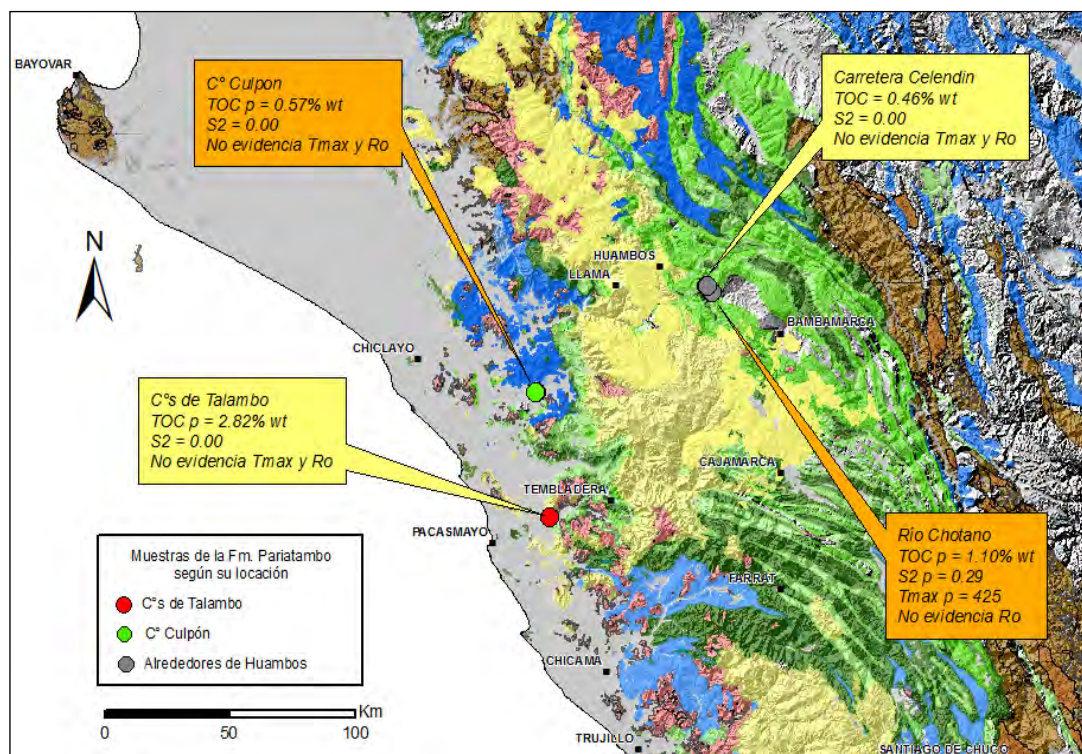 BAYOVAR
C° Culpon
TOC p = 0.57% wt
S2 = 0.00
No evidencia Tmax y Ro
Carretera Celendin
TOC = 0.46% wt
S2 = 0.00
No evidencia Tmax y Ro
N
HUAMBOS
LLAMA
BAMBAMARCA
CHICLAYO
C°s de Talambo
TOC p = 2.82% wt
S2 = 0.00
No evidencia Tmax y Ro
CAJAMARCA
TEMBLADERA
PACASMAYO
Río Chotano
TOC p = 1.10% wt
S2 p = 0.29
Tmax p = 425
No evidencia Ro
FARRAT
Muestras de la Fm. Pariatambo
según su locación
C°s de Talambo
C° Culpón
Alrededores de Huambos
CHICAMA
Km
0 50 100
TRUJILLO
SANTIAGO DE CHUCO